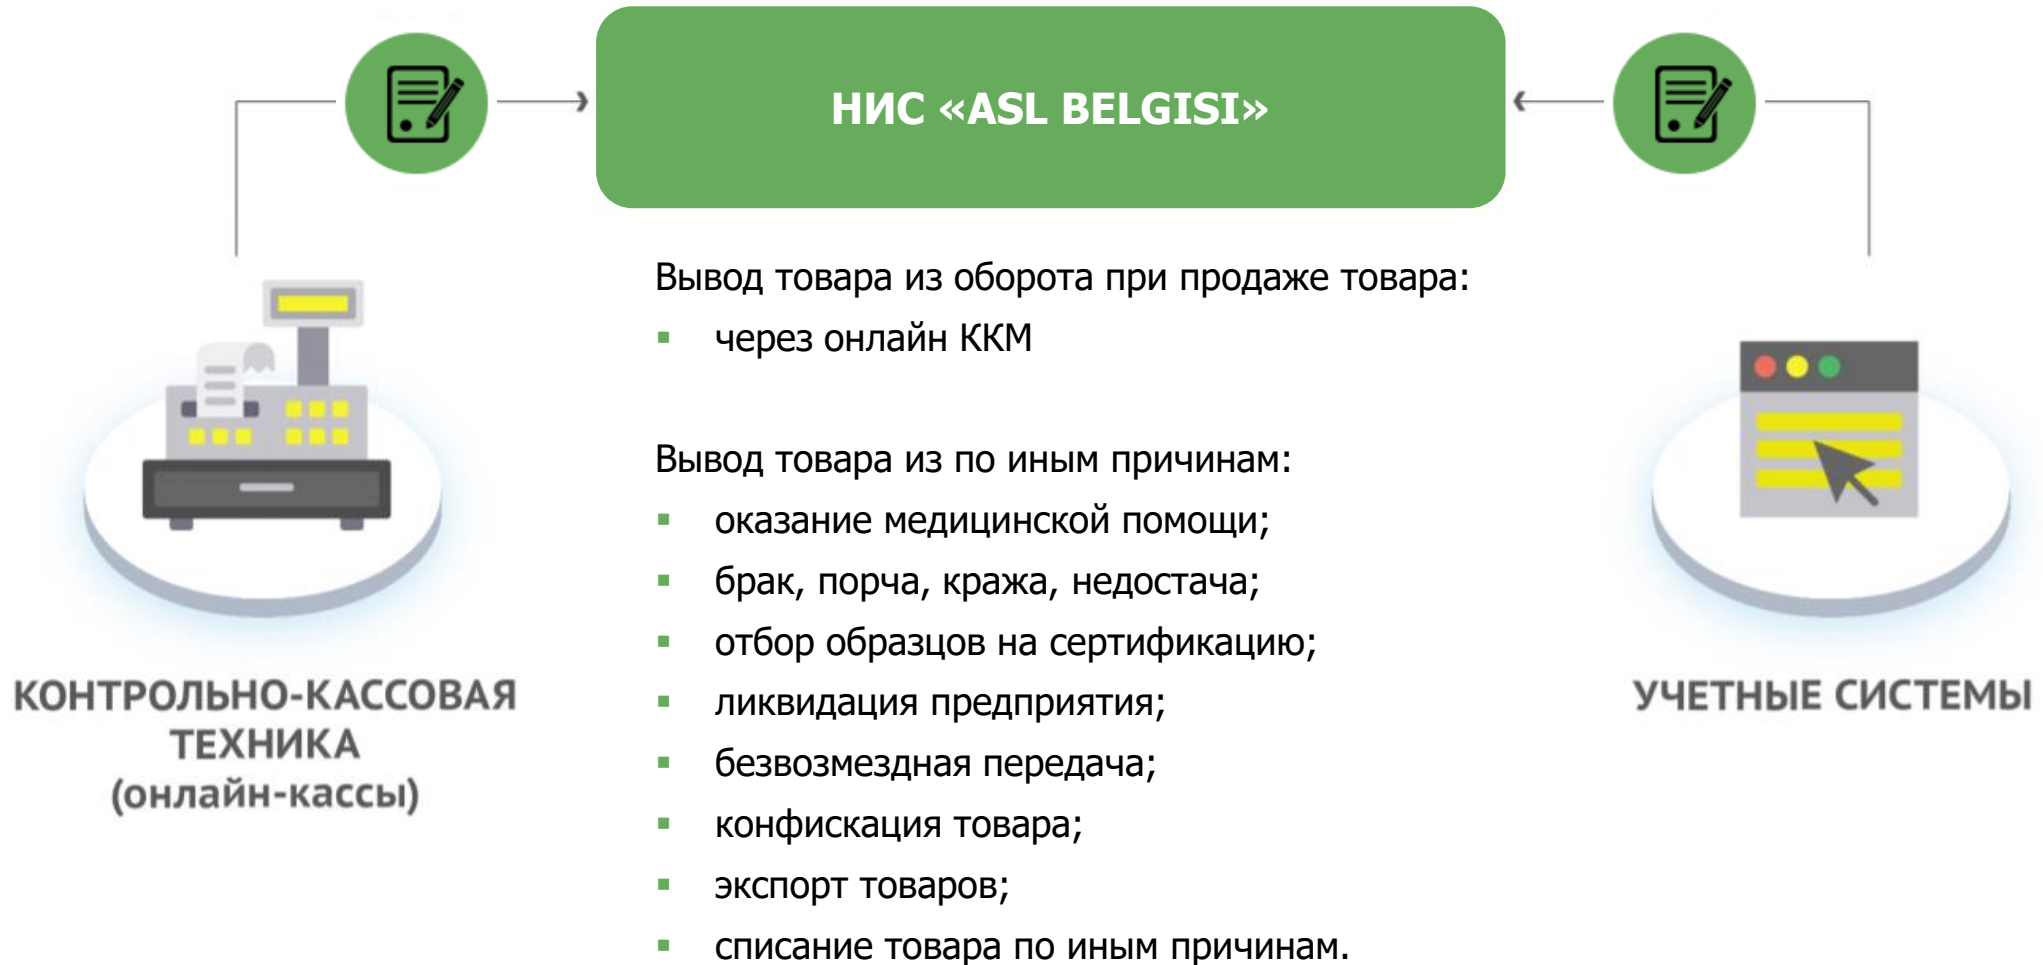 НИС «ASL BELGISI»
Вывод товара из оборота при продаже товара:
▪ через онлайн ККМ
Вывод товара из по иным причинам:
▪ оказание медицинской помощи;
▪ брак, порча, кража, недостача;
▪ отбор образцов на сертификацию;
▪ ликвидация предприятия;
▪ безвозмездная передача;
▪ конфискация товара;
▪ экспорт товаров;
▪ списание товара по иным причинам.
КОНТРОЛЬНО-КАССОВАЯ
ТЕХНИКА
(онлайн-кассы)
УЧЕТНЫЕ СИСТЕМЫ